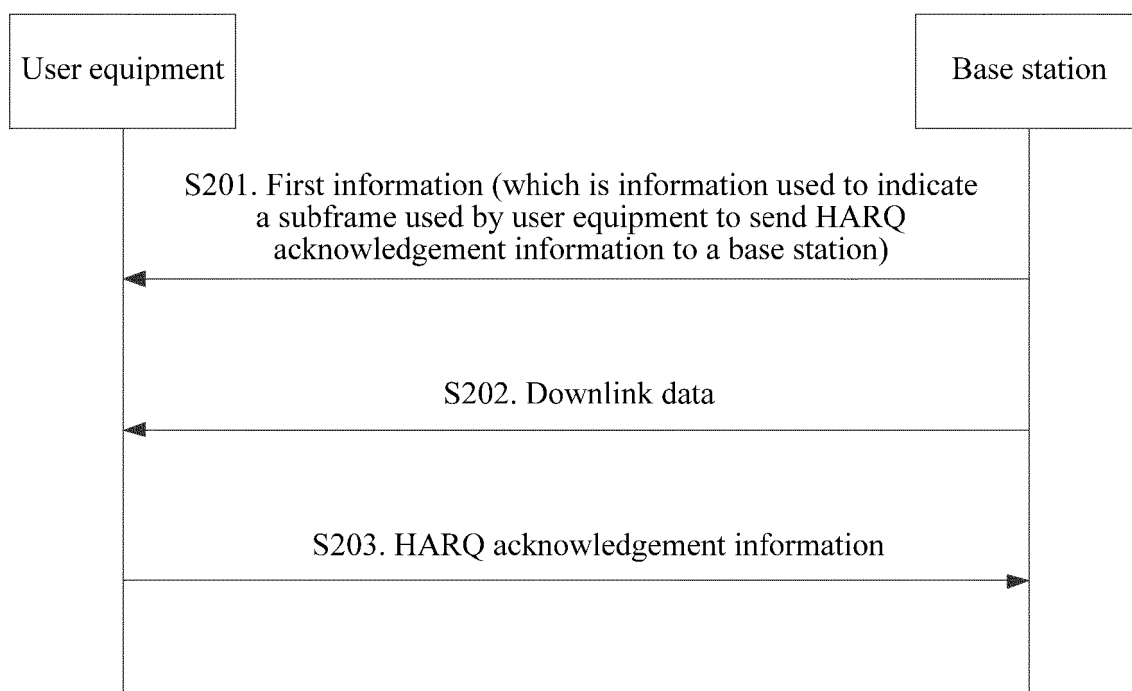 User equipment
Base station
S201. First information (which is information used to indicate
a subframe used by user equipment to send HARQ
acknowledgement information to a base station)
S202. Downlink data
S203. HARQ acknowledgement information